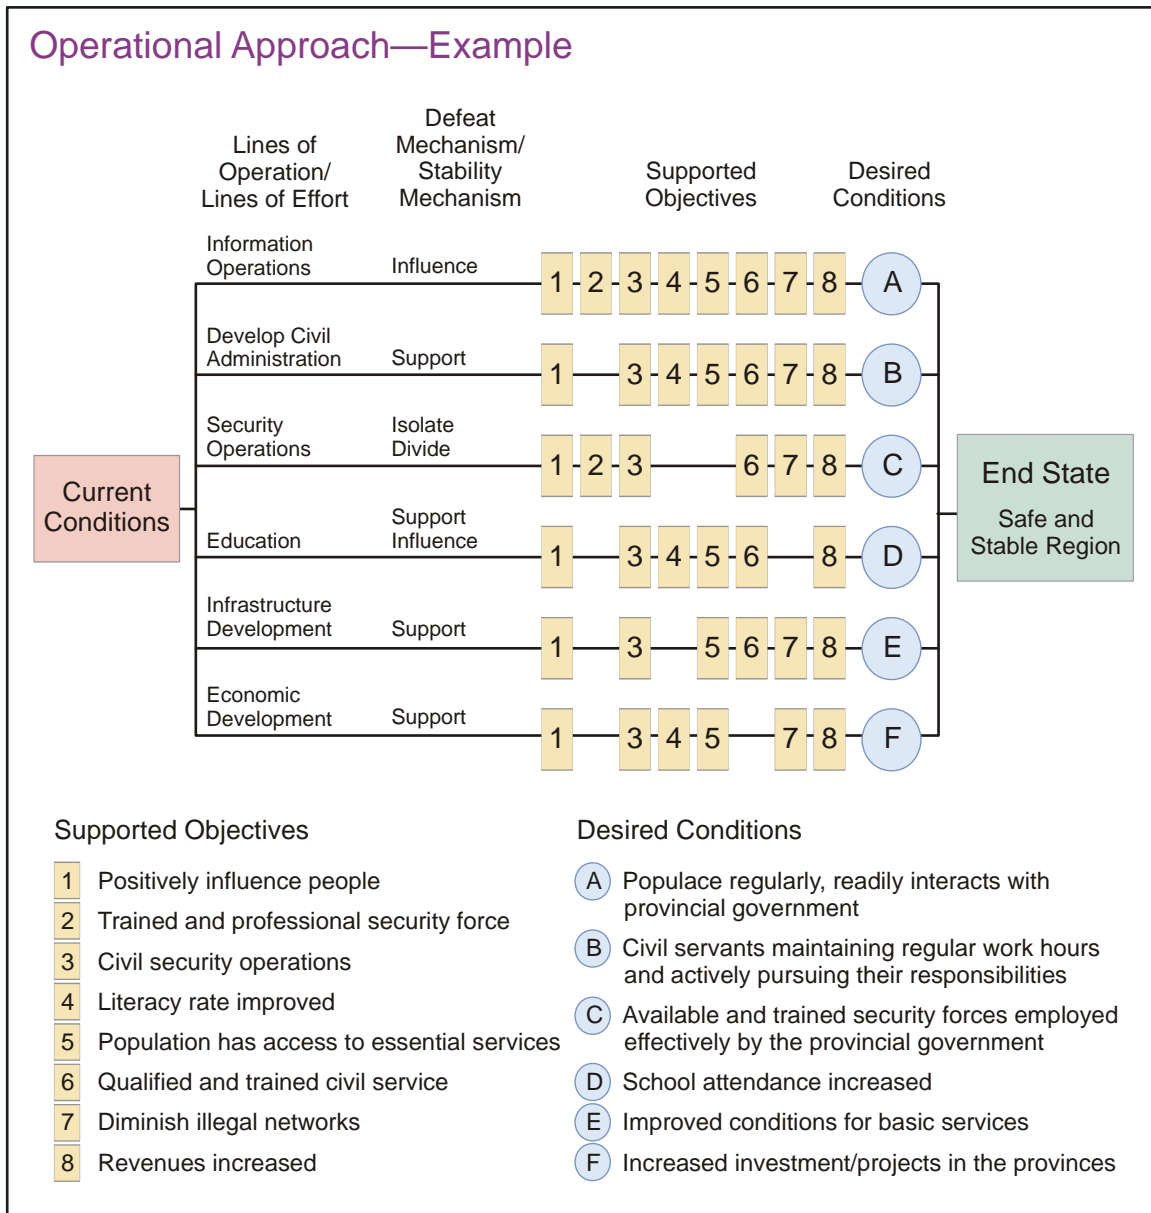 Operational Approach—Example
Lines of
Operation/
Lines of Effort
Defeat
Mechanism/
Stability
Mechanism
Supported
Objectives
Desired
Conditions
Information
Operations
Influence
1 2 3 4 5 6 7 8 A
Develop Civil
Administration
Support
1 3 4 5 6 7 8 B
Security
Operations
Isolate
Divide
1 2 3 6 7 8 C
Current
Conditions
End State
Safe and
Stable Region
Education
Support
Influence
1 3 4 5 6 8 D
Infrastructure
Development
Support
1 3 5 6 7 8 E
Economic
Development
Support
1 3 4 5 7 8 F
Supported Objectives
1 Positively influence people
2 Trained and professional security force
3 Civil security operations
4 Literacy rate improved
5 Population has access to essential services
6 Qualified and trained civil service
7 Diminish illegal networks
8 Revenues increased
Desired Conditions
A Populace regularly, readily interacts with
provincial government
B Civil servants maintaining regular work hours
and actively pursuing their responsibilities
C Available and trained security forces employed
effectively by the provincial government
D School attendance increased
E Improved conditions for basic services
F Increased investment/projects in the provinces